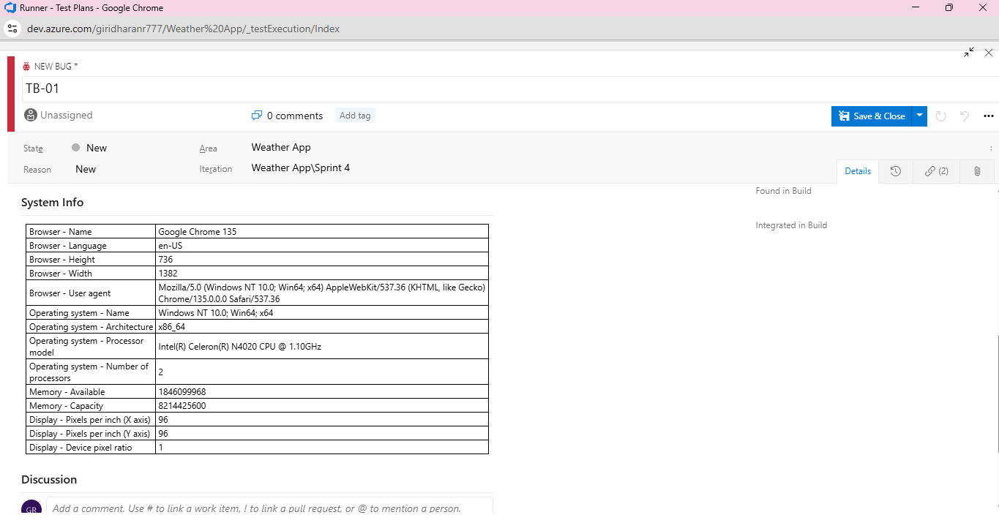 Runner - Test Plans - Google Chrome
dev.azure.com/giridharanr777/Weather%20App/_testExecution/Index
NEW BUG *
TB-01
Unassigned
0 comments
Add tag
Save & Close
State
New
Area
Weather App
Reason
New
Iteration
Weather App\Sprint 4
Details
(2)
Found in Build
System Info
Integrated in Build
Browser - Name Google Chrome 135
Browser - Language en-US
Browser - Height 736
Browser - Width 1382
Browser - User agent Mozilla/5.0 (Windows NT 10.0; Win64; x64) AppleWebKit/537.36 (KHTML, like Gecko)
Chrome/135.0.0.0 Safari/537.36
Operating system - Name Windows NT 10.0; Win64; x64
Operating system - Architecture x86_64
Operating system - Processor
model Intel(R) Celeron(R) N4020 CPU @ 1.10GHz
Operating system - Number of
processors 2
Memory - Available 1846099968
Memory - Capacity 8214425600
Display - Pixels per inch (X axis) 96
Display - Pixels per inch (Y axis) 96
Display - Device pixel ratio 1
Discussion
GR
Add a comment. Use # to link a work item, ! to link a pull request, or @ to mention a person.